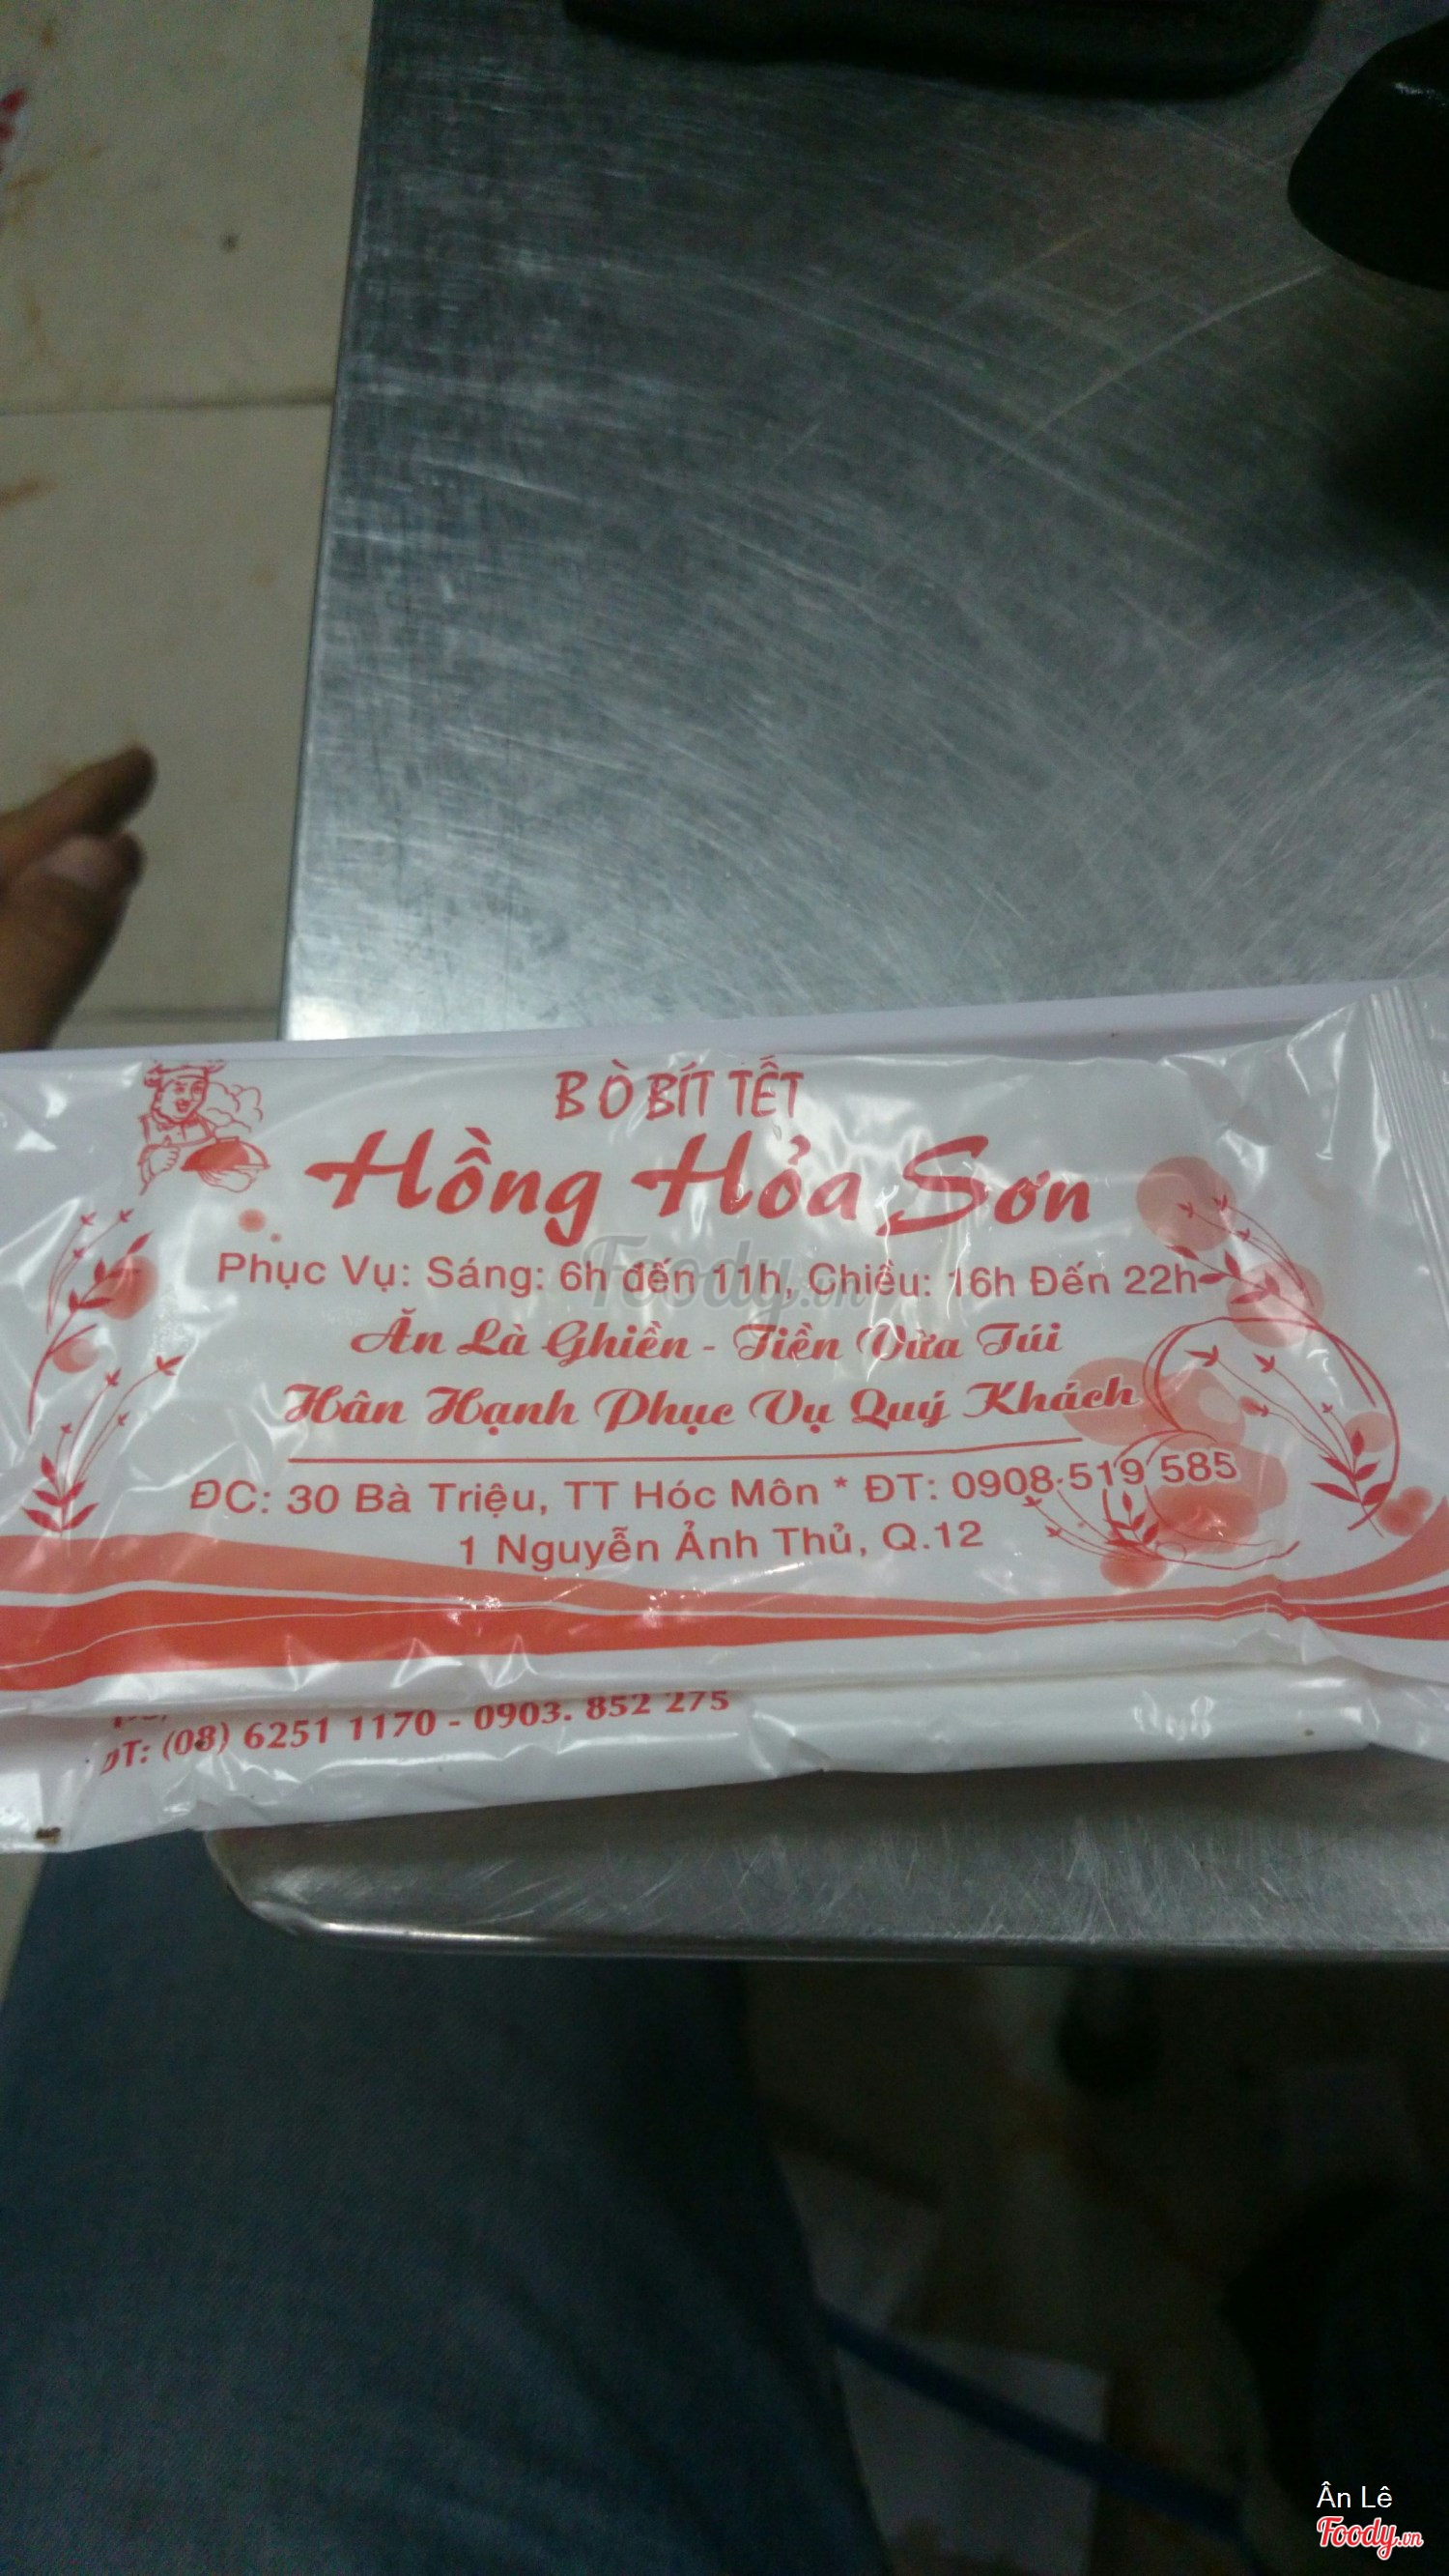 BÒ BÍT TẾT
Hồng Hỏa Sơn
Phục Vụ: Sáng: 6h đến 11h, Chiều: 16h Đến 22h
Ăn Là Ghiền - Tiền Vừa Túi
Hân Hạnh Phục Vụ Quý Khách
ĐC: 30 Bà Triệu, TT Hóc Môn * ĐT: 0908 519 585
1 Nguyễn Ảnh Thủ, Q.12
ĐT: (08) 6251 1170 - 0903. 852 275
Foody.vn
Ân Lê
Foody.vn